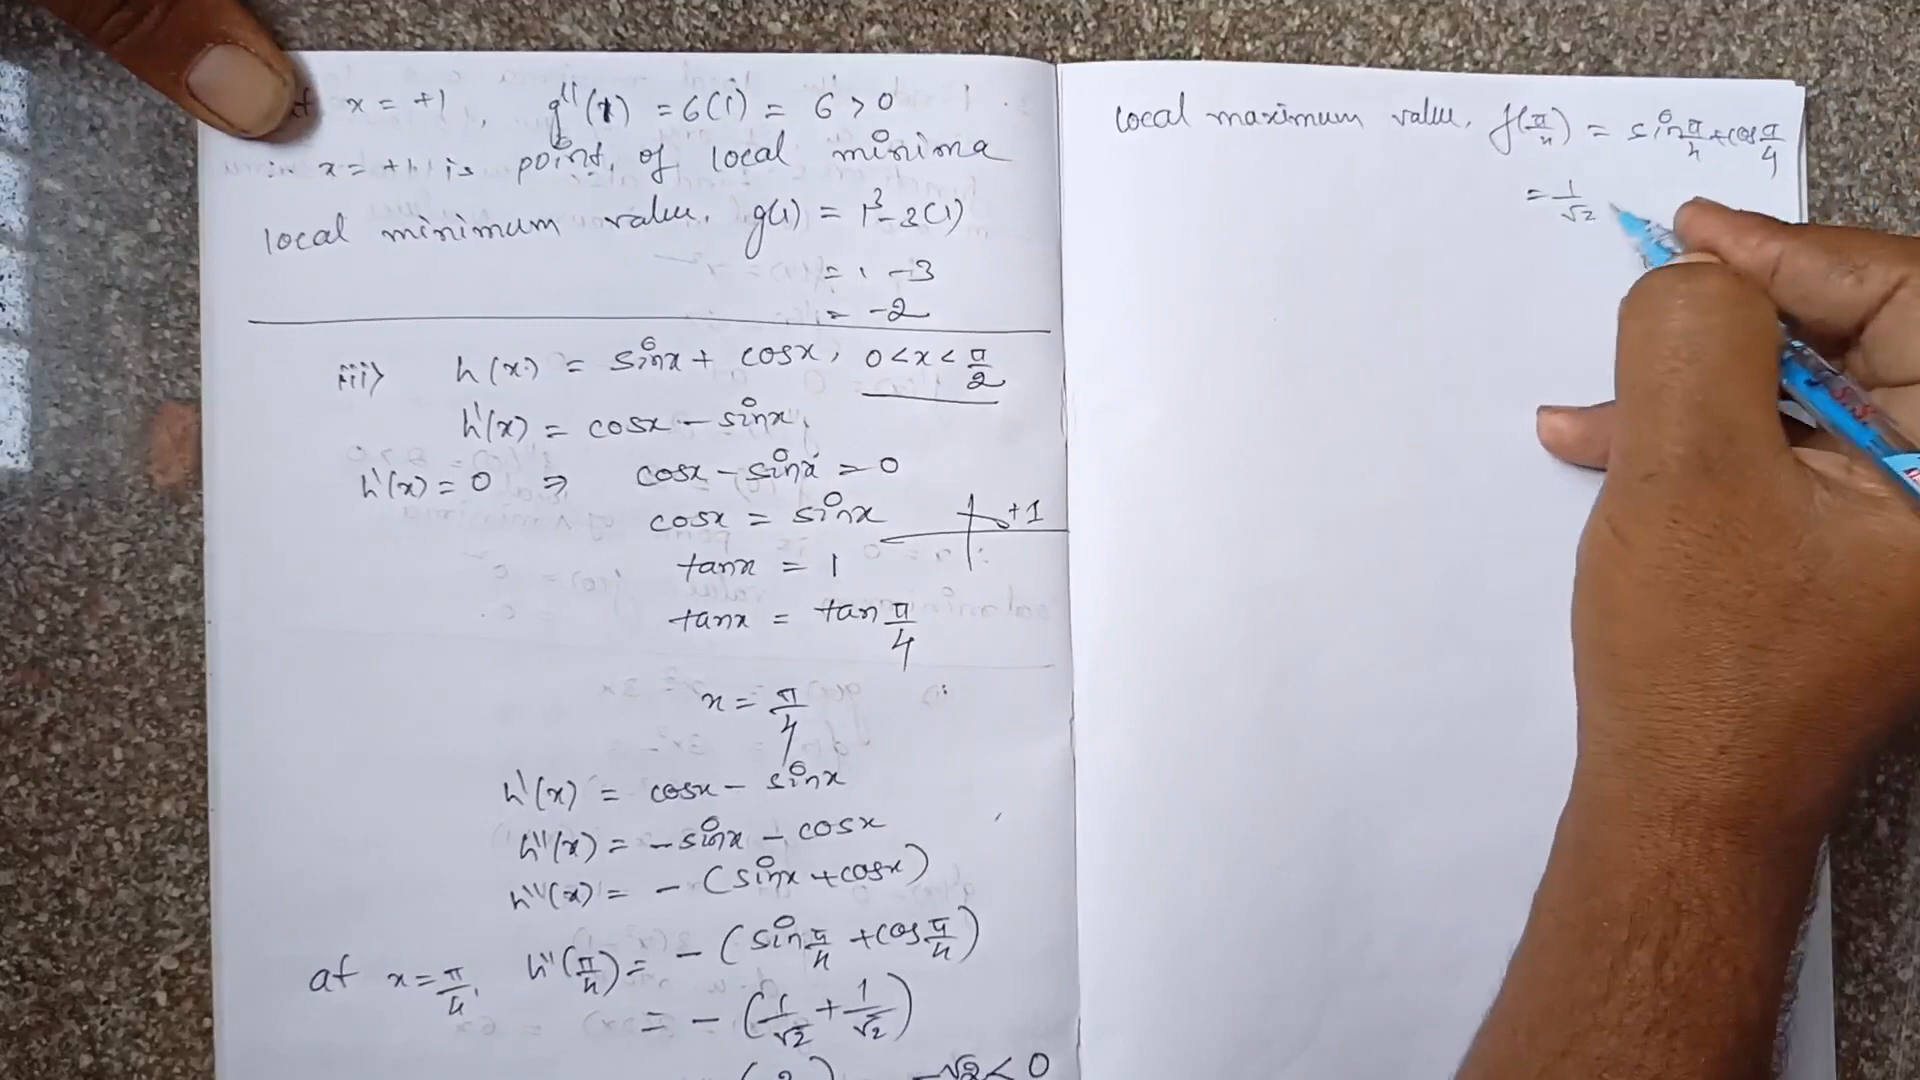 x = +1, g''(1) = 6(1) = 6 > 0
∴ x = +1 is point of local minima
local minimum value, g(1) = 1³ - 3(1)
= 1 - 3
= -2
iii) h(x) = sinx + cosx, 0 < x < π/2
h'(x) = cosx - sinx,
h'(x) = 0 ⇒ cosx - sinx = 0
cosx = sinx
+1
tanx = 1
tanx = tan π/4
x = π/4
h'(x) = cosx - sinx
h''(x) = -sinx - cosx
h''(x) = -(sinx + cosx)
at x = π/4, h''(π/4) = -(sin π/4 + cos π/4)
= -(1/√2 + 1/√2)
-√2 < 0
local maximum value, f(π/4) = sin π/4 + cos π/4
= 1/√2